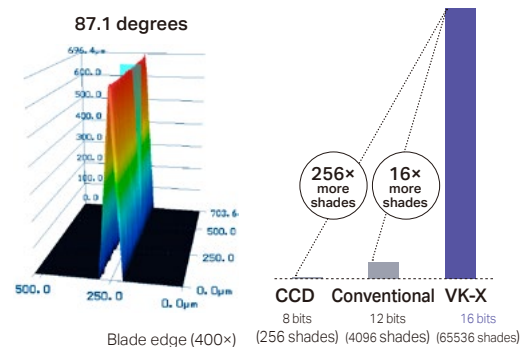 87.1 degrees
696.4μm
600.0
500.0
400.0
300.0
200.0
100.0
0.0
703.6
500.0
250.0
0.0μm
500.0
250.0
0.0μm
Blade edge (400×)
256×
more
shades
16×
more
shades
CCD Conventional VK-X
8 bits 12 bits 16 bits
(256 shades) (4096 shades) (65536 shades)